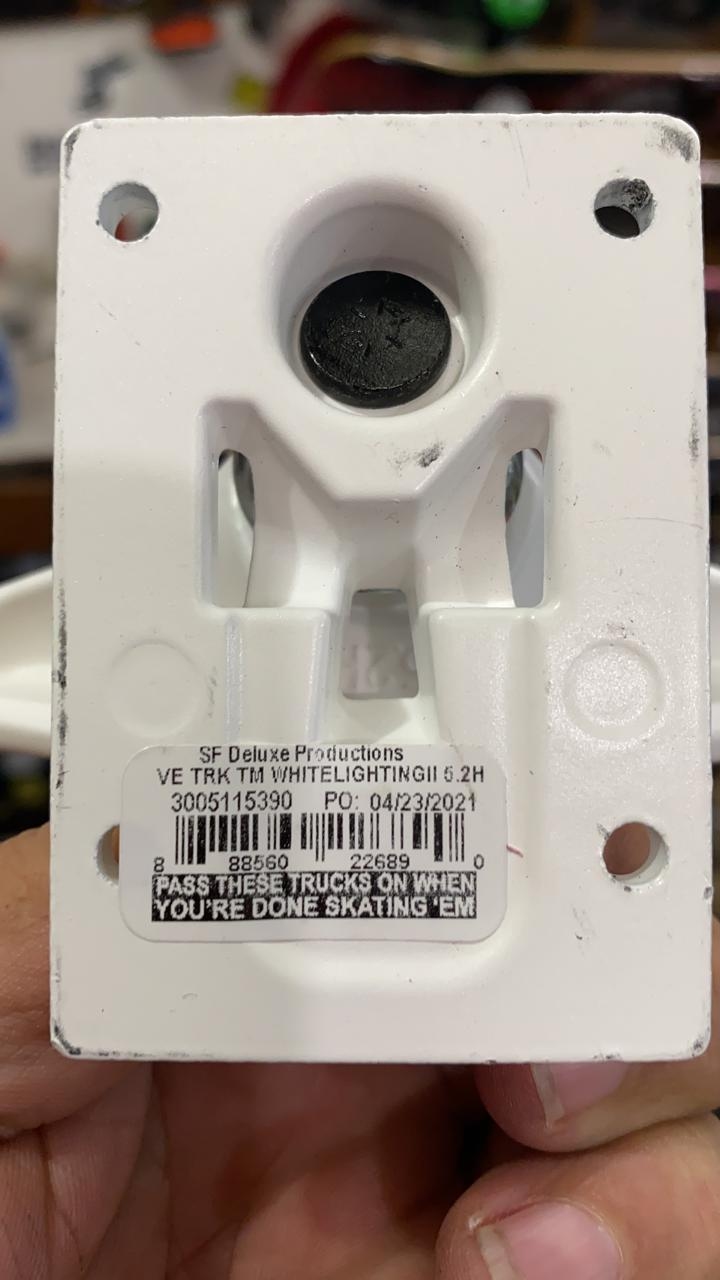 SF Deluxe Productions
VE TRK TM WHITELIGHTINGII 5.2H
3005115390 PO: 04/23/2021
8 88560 22689 0
PASS THESE TRUCKS ON WHEN
YOU'RE DONE SKATING 'EM